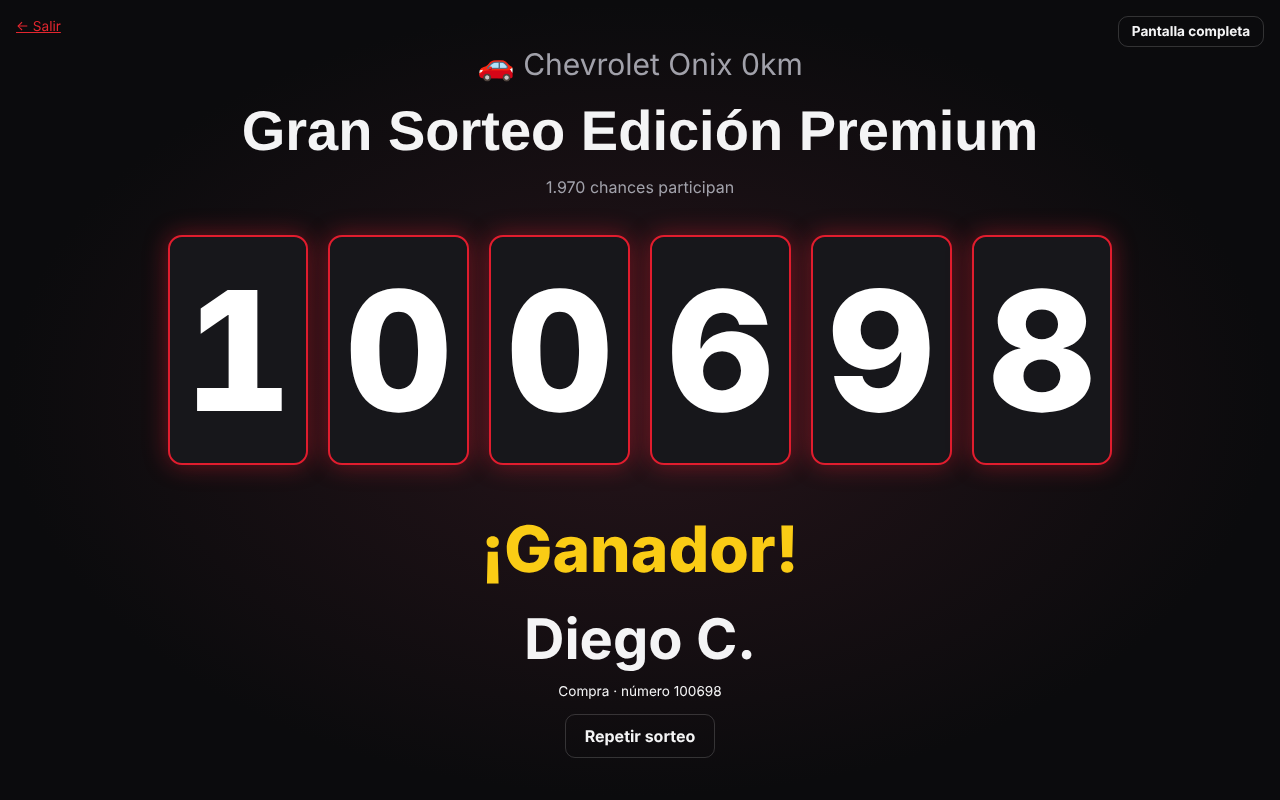 ← Salir
Pantalla completa
🚗 Chevrolet Onix 0km
Gran Sorteo Edición Premium
1.970 chances participan
1 0 0 6 9 8
¡Ganador!
Diego C.
Compra · número 100698
Repetir sorteo